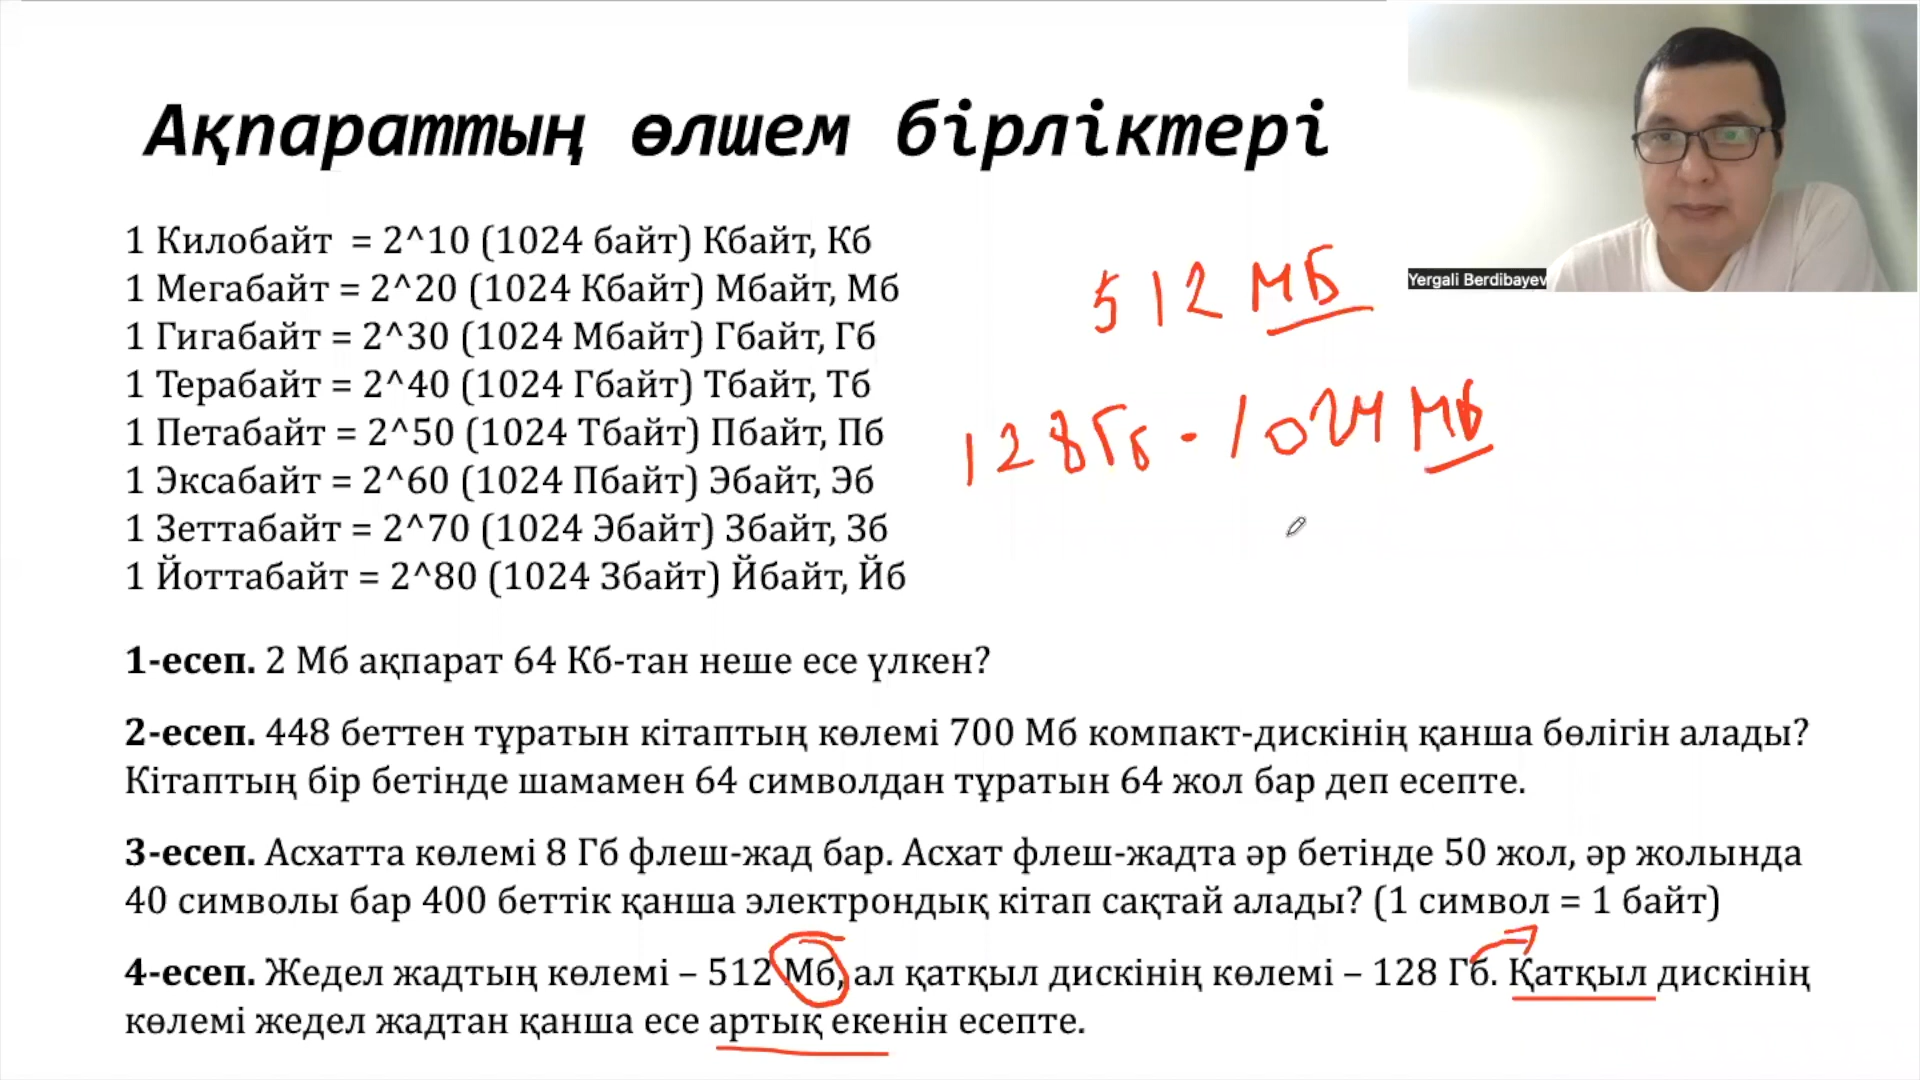 Ақпараттың өлшем бірліктері
Yergali Berdibayev
1 Килобайт = 2^10 (1024 байт) Кбайт, Кб
1 Мегабайт = 2^20 (1024 Кбайт) Мбайт, Мб
1 Гигабайт = 2^30 (1024 Мбайт) Гбайт, Гб
1 Терабайт = 2^40 (1024 Гбайт) Тбайт, Тб
1 Петабайт = 2^50 (1024 Тбайт) Пбайт, Пб
1 Эксабайт = 2^60 (1024 Пбайт) Эбайт, Эб
1 Зеттабайт = 2^70 (1024 Эбайт) Збайт, Зб
1 Йоттабайт = 2^80 (1024 Збайт) Йбайт, Йб
512 МБ
128 Гб · 1024 Мб
1-есеп. 2 Мб ақпарат 64 Кб-тан неше есе үлкен?
2-есеп. 448 беттен тұратын кітаптың көлемі 700 Мб компакт-дискінің қанша бөлігін алады?
Кітаптың бір бетінде шамамен 64 символдан тұратын 64 жол бар деп есепте.
3-есеп. Асхатта көлемі 8 Гб флеш-жад бар. Асхат флеш-жадта әр бетінде 50 жол, әр жолында
40 символы бар 400 беттік қанша электрондық кітап сақтай алады? (1 символ = 1 байт)
4-есеп. Жедел жадтың көлемі – 512 Мб, ал қатқыл дискінің көлемі – 128 Гб. Қатқыл дискінің
көлемі жедел жадтан қанша есе артық екенін есепте.